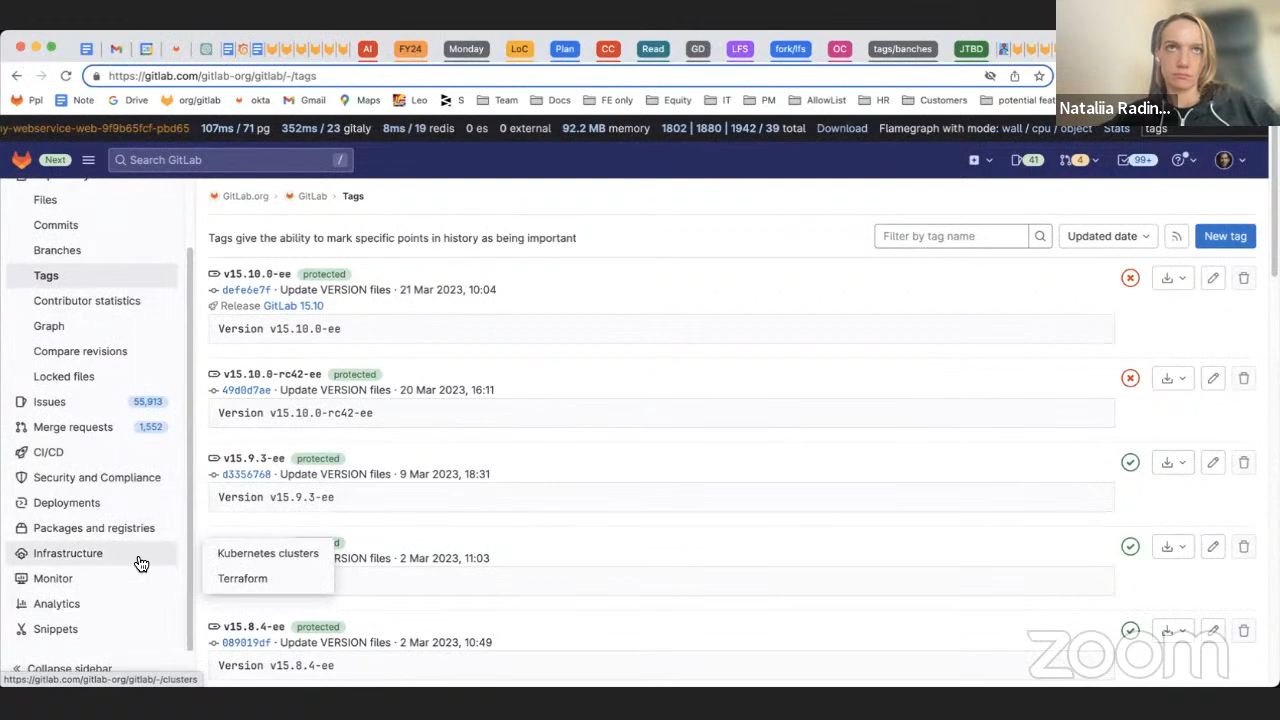 AI
FY24
Monday
LoC
Plan
CC
Read
GD
LFS
fork/lfs
OC
tags/banches
JTBD
https://gitlab.com/gitlab-org/gitlab/-/tags
Ppl
Note
Drive
org/gitlab
okta
Gmail
Maps
Leo
S
Team
Docs
FE only
Equity
IT
PM
AllowList
HR
Customers
potential feat
Nataliia Radin...
y-webservice-web-9f9b65fcf-pbd65 107ms / 71 pg 352ms / 23 gitaly 8ms / 19 redis 0 es 0 external 92.2 MB memory 1802 | 1880 | 1942 / 39 total Download Flamegraph with mode: wall / cpu / object Stats tags
Next
Search GitLab /
41
4
99+
Files
Commits
Branches
Tags
Contributor statistics
Graph
Compare revisions
Locked files
Issues 55,913
Merge requests 1,552
CI/CD
Security and Compliance
Deployments
Packages and registries
Infrastructure
Monitor
Analytics
Snippets
Collapse sidebar
https://gitlab.com/gitlab-org/gitlab/-/clusters
Kubernetes clusters
Terraform
GitLab.org › GitLab › Tags
Tags give the ability to mark specific points in history as being important
Filter by tag name
Updated date
New tag
v15.10.0-ee protected
defe6e7f · Update VERSION files · 21 Mar 2023, 10:04
Release GitLab 15.10
Version v15.10.0-ee
v15.10.0-rc42-ee protected
49d0d7ae · Update VERSION files · 20 Mar 2023, 16:11
Version v15.10.0-rc42-ee
v15.9.3-ee protected
d3356768 · Update VERSION files · 9 Mar 2023, 18:31
Version v15.9.3-ee
d
RSION files · 2 Mar 2023, 11:03
v15.8.4-ee protected
089019df · Update VERSION files · 2 Mar 2023, 10:49
Version v15.8.4-ee
zoom